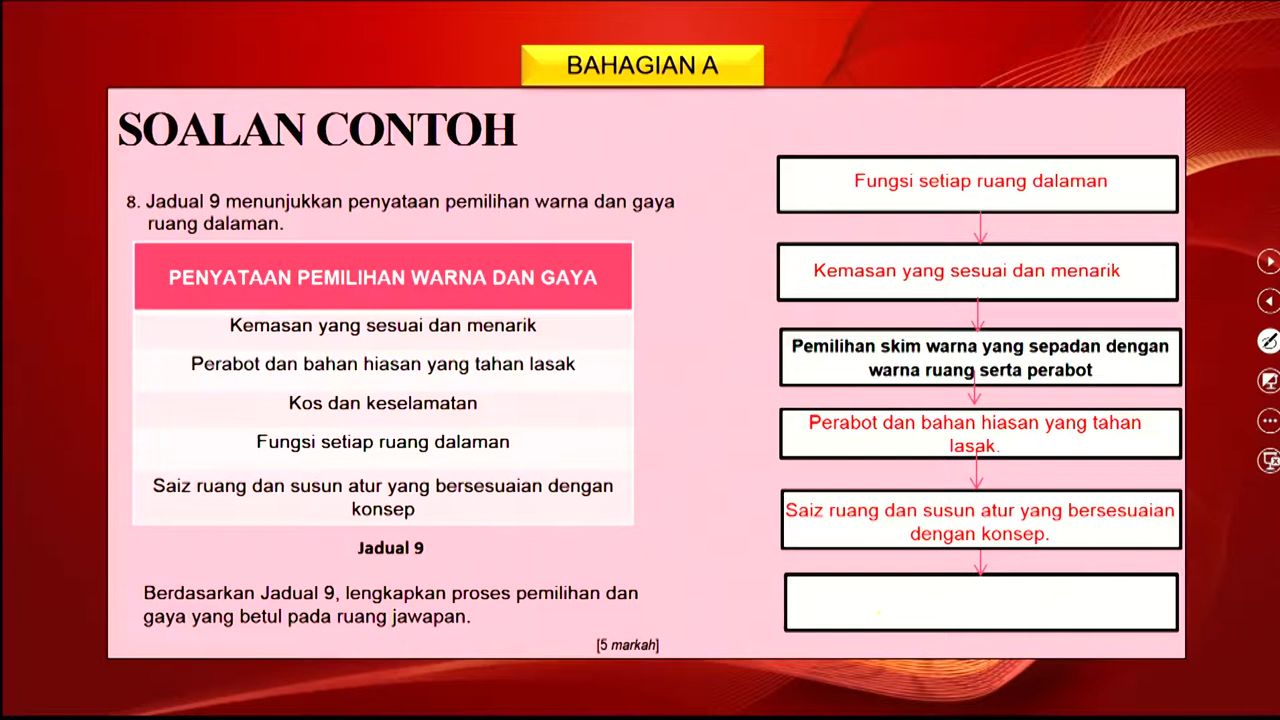 BAHAGIAN A
SOALAN CONTOH
8. Jadual 9 menunjukkan penyataan pemilihan warna dan gaya
ruang dalaman.
PENYATAAN PEMILIHAN WARNA DAN GAYA
Kemasan yang sesuai dan menarik
Perabot dan bahan hiasan yang tahan lasak
Kos dan keselamatan
Fungsi setiap ruang dalaman
Saiz ruang dan susun atur yang bersesuaian dengan
konsep
Jadual 9
Berdasarkan Jadual 9, lengkapkan proses pemilihan dan
gaya yang betul pada ruang jawapan.
[5 markah]
Fungsi setiap ruang dalaman
Kemasan yang sesuai dan menarik
Pemilihan skim warna yang sepadan dengan
warna ruang serta perabot
Perabot dan bahan hiasan yang tahan
lasak.
Saiz ruang dan susun atur yang bersesuaian
dengan konsep.